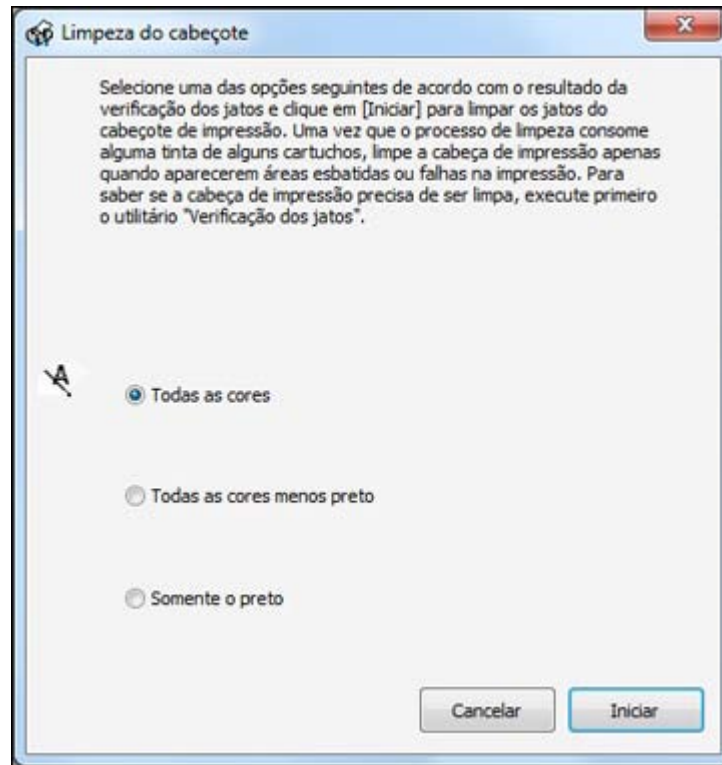 Limpeza do cabeçote
Selecione uma das opções seguintes de acordo com o resultado da
verificação dos jatos e clique em [Iniciar] para limpar os jatos do
cabeçote de impressão. Uma vez que o processo de limpeza consome
alguma tinta de alguns cartuchos, limpe a cabeça de impressão apenas
quando aparecerem áreas esbatidas ou falhas na impressão. Para
saber se a cabeça de impressão precisa de ser limpa, execute primeiro
o utilitário "Verificação dos jatos".
A
Todas as cores
Todas as cores menos preto
Somente o preto
Cancelar
Iniciar